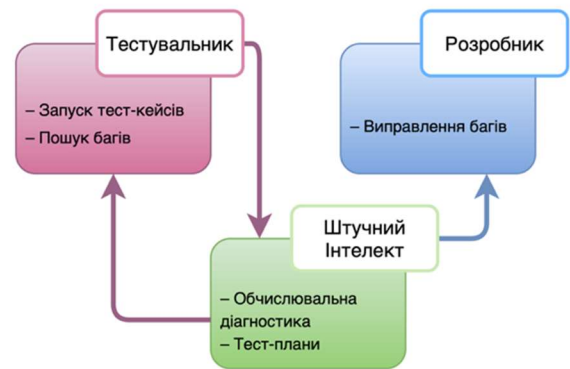 Тестувальник
– Запуск тест-кейсів
– Пошук багів
Розробник
– Виправлення багів
Штучний
Інтелект
– Обчислювальна
діагностика
– Тест-плани